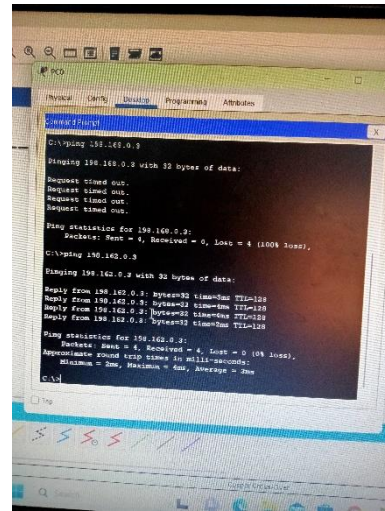 PC0
Physical
Config
Desktop
Programming
Attributes
Command Prompt
X
C:\>ping 198.168.0.3
Pinging 198.168.0.3 with 32 bytes of data:
Request timed out.
Request timed out.
Request timed out.
Request timed out.
Ping statistics for 198.168.0.3:
Packets: Sent = 4, Received = 0, Lost = 4 (100% loss),
C:\>ping 198.162.0.3
Pinging 198.162.0.3 with 32 bytes of data:
Reply from 198.162.0.3: bytes=32 time=3ms TTL=128
Reply from 198.162.0.3: bytes=32 time=4ms TTL=128
Reply from 198.162.0.3: bytes=32 time=4ms TTL=128
Reply from 198.162.0.3: bytes=32 time=2ms TTL=128
Ping statistics for 198.162.0.3:
Packets: Sent = 4, Received = 4, Lost = 0 (0% loss),
Approximate round trip times in milli-seconds:
Minimum = 2ms, Maximum = 4ms, Average = 3ms
C:\>
Top